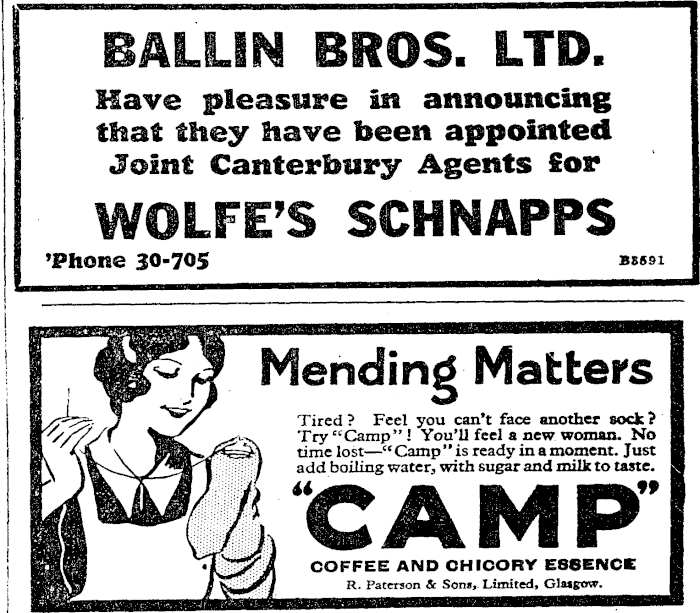 BALLIN BROS. LTD.
Have pleasure in announcing
that they have been appointed
Joint Canterbury Agents for
WOLFE'S SCHNAPPS
'Phone 30-705
B8691
Mending Matters
Tired? Feel you can't face another sock?
Try "Camp"! You'll feel a new woman. No
time lost—"Camp" is ready in a moment. Just
add boiling water, with sugar and milk to taste.
"CAMP"
COFFEE AND CHICORY ESSENCE
R. Paterson & Sons, Limited, Glasgow.